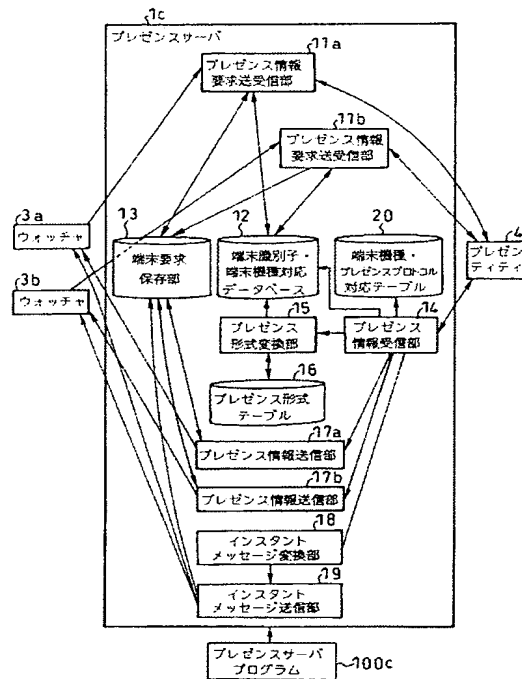 1c
プレゼンスサーバ
11a
プレゼンス情報
要求送受信部
11b
プレゼンス情報
要求送受信部
3a
ウォッチャ
3b
ウォッチャ
13
端末要求
保存部
12
端末識別子・
端末機種対応
データベース
20
端末機種・
プレゼンスプロトコル
対応テーブル
4
プレゼン
ティティ
15
プレゼンス
形式変換部
14
プレゼンス
情報受信部
16
プレゼンス形式
テーブル
17a
プレゼンス情報送信部
17b
プレゼンス情報送信部
18
インスタント
メッセージ変換部
19
インスタント
メッセージ送信部
プレゼンスサーバ
プログラム
100c